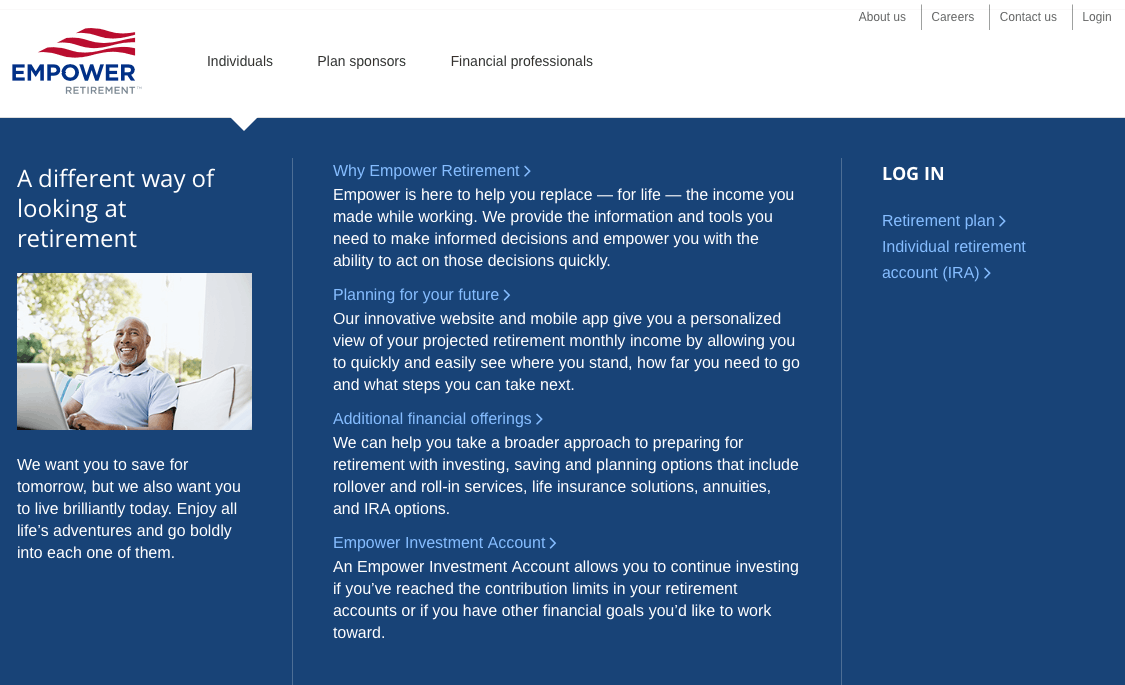 About us
Careers
Contact us
Login
EMPOWER
RETIREMENT™
Individuals
Plan sponsors
Financial professionals
A different way of
looking at
retirement
We want you to save for
tomorrow, but we also want you
to live brilliantly today. Enjoy all
life’s adventures and go boldly
into each one of them.
Why Empower Retirement
Empower is here to help you replace — for life — the income you
made while working. We provide the information and tools you
need to make informed decisions and empower you with the
ability to act on those decisions quickly.
Planning for your future
Our innovative website and mobile app give you a personalized
view of your projected retirement monthly income by allowing you
to quickly and easily see where you stand, how far you need to go
and what steps you can take next.
Additional financial offerings
We can help you take a broader approach to preparing for
retirement with investing, saving and planning options that include
rollover and roll-in services, life insurance solutions, annuities,
and IRA options.
Empower Investment Account
An Empower Investment Account allows you to continue investing
if you’ve reached the contribution limits in your retirement
accounts or if you have other financial goals you’d like to work
toward.
LOG IN
Retirement plan
Individual retirement
account (IRA)